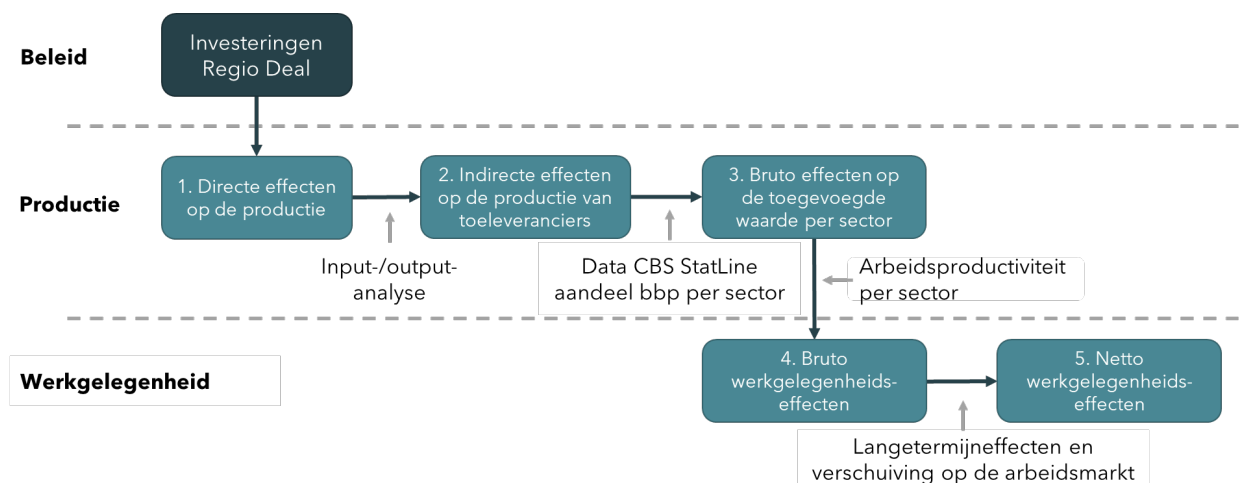 Beleid
Investeringen
Regio Deal
Productie
1. Directe effecten
op de productie
2. Indirecte effecten
op de productie van
toeleveranciers
3. Bruto effecten op
de toegevoegde
waarde per sector
Input-/output-
analyse
Data CBS StatLine
aandeel bbp per sector
Arbeidsproductiviteit
per sector
Werkgelegenheid
4. Bruto
werkgelegenheids-
effecten
5. Netto
werkgelegenheids-
effecten
Langetermijneffecten en
verschuiving op de arbeidsmarkt